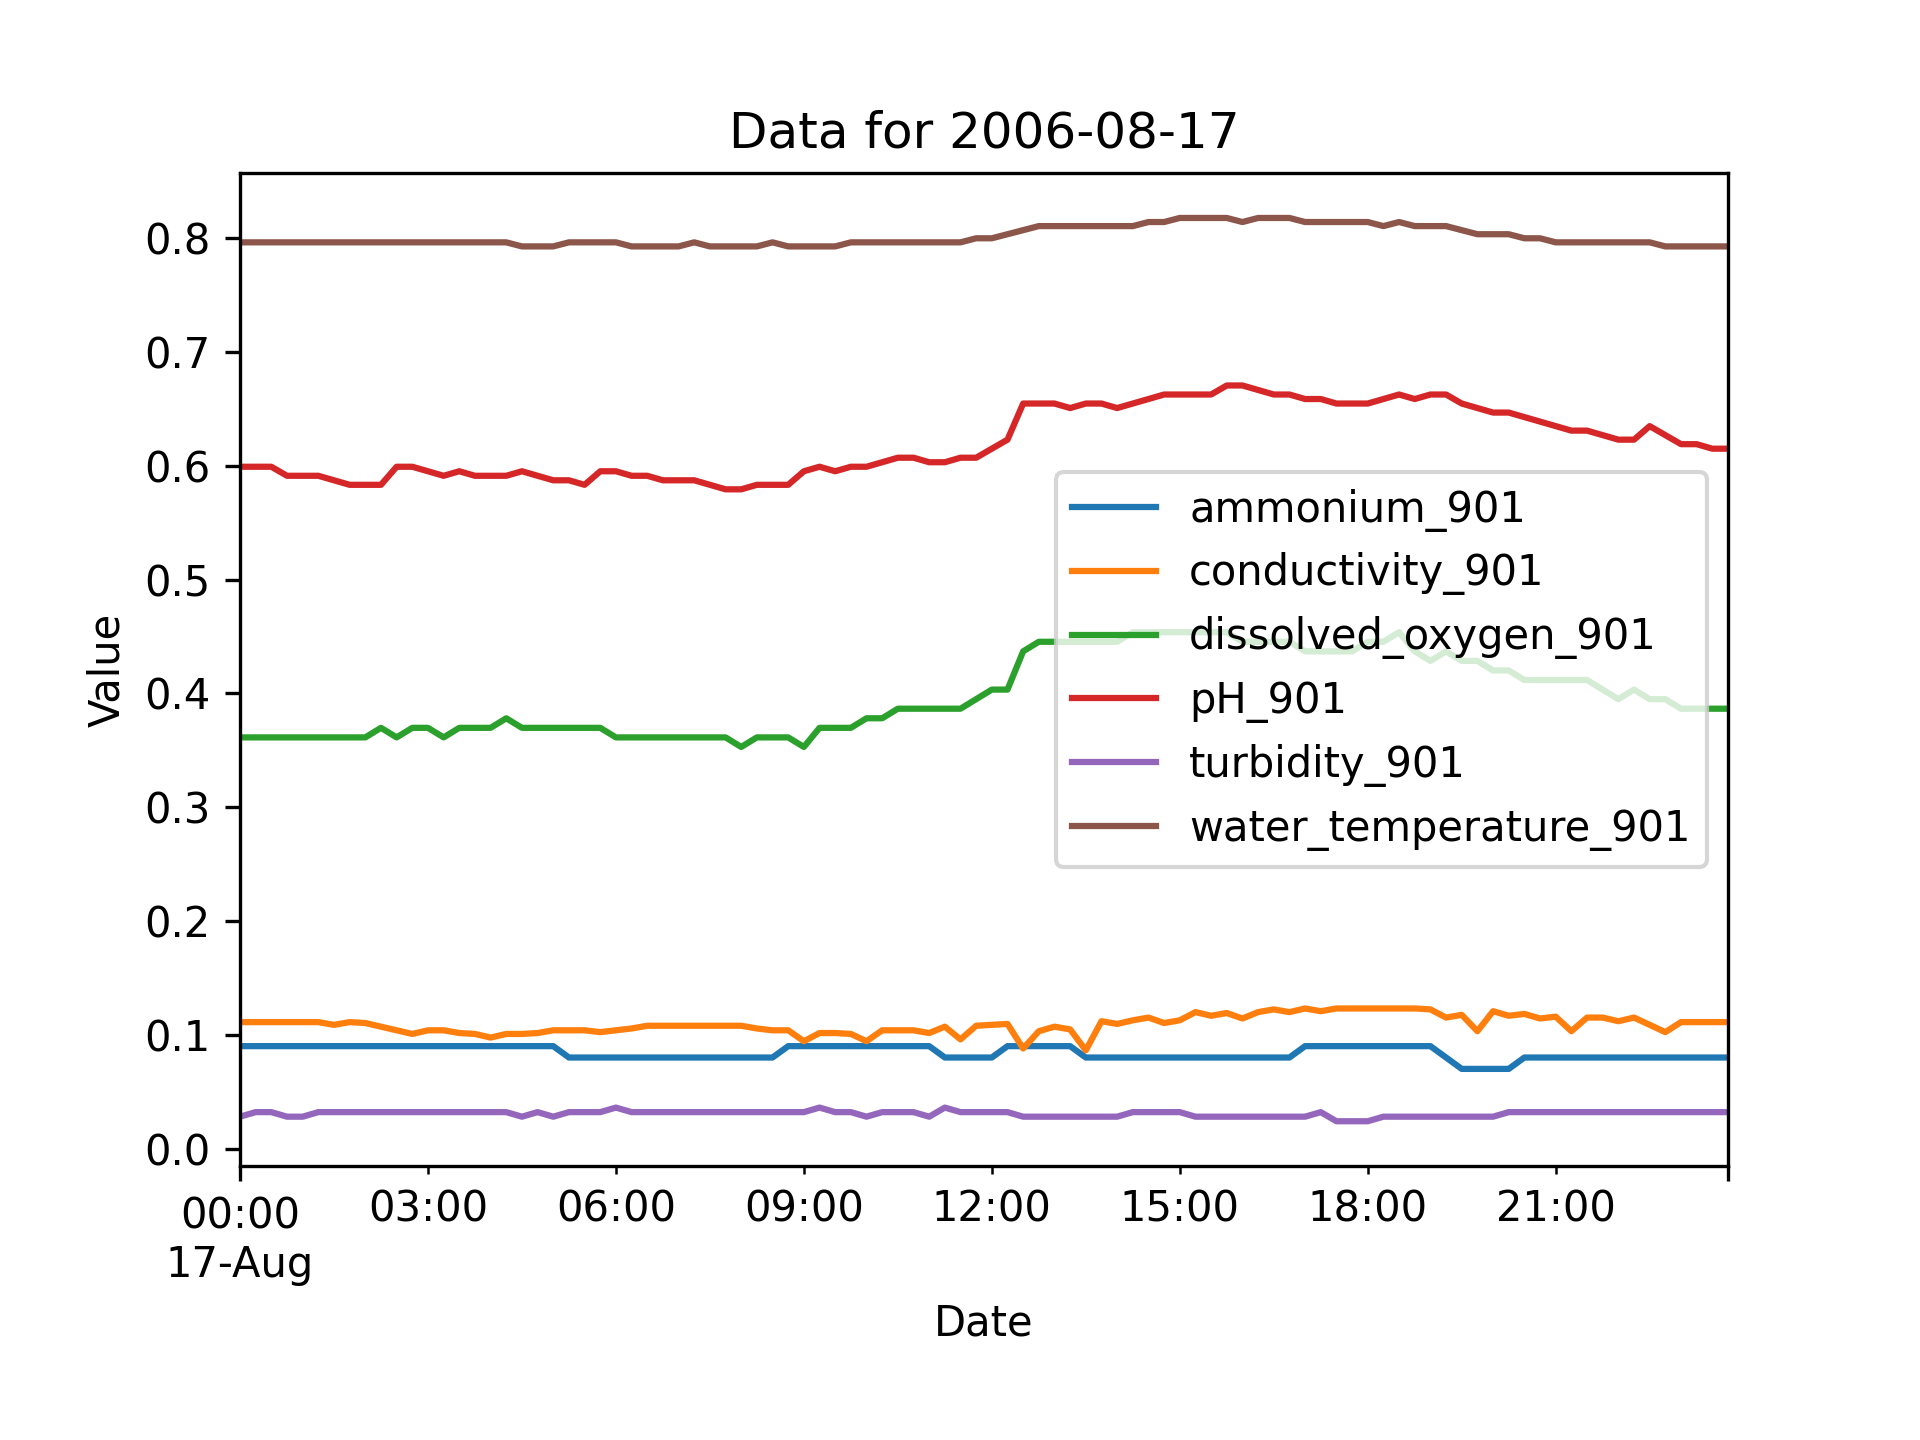 Data for 2006-08-17
Value
0.8
0.7
0.6
0.5
0.4
0.3
0.2
0.1
0.0
ammonium_901
conductivity_901
dissolved_oxygen_901
pH_901
turbidity_901
water_temperature_901
00:00 03:00 06:00 09:00 12:00 15:00 18:00 21:00
17-Aug
Date